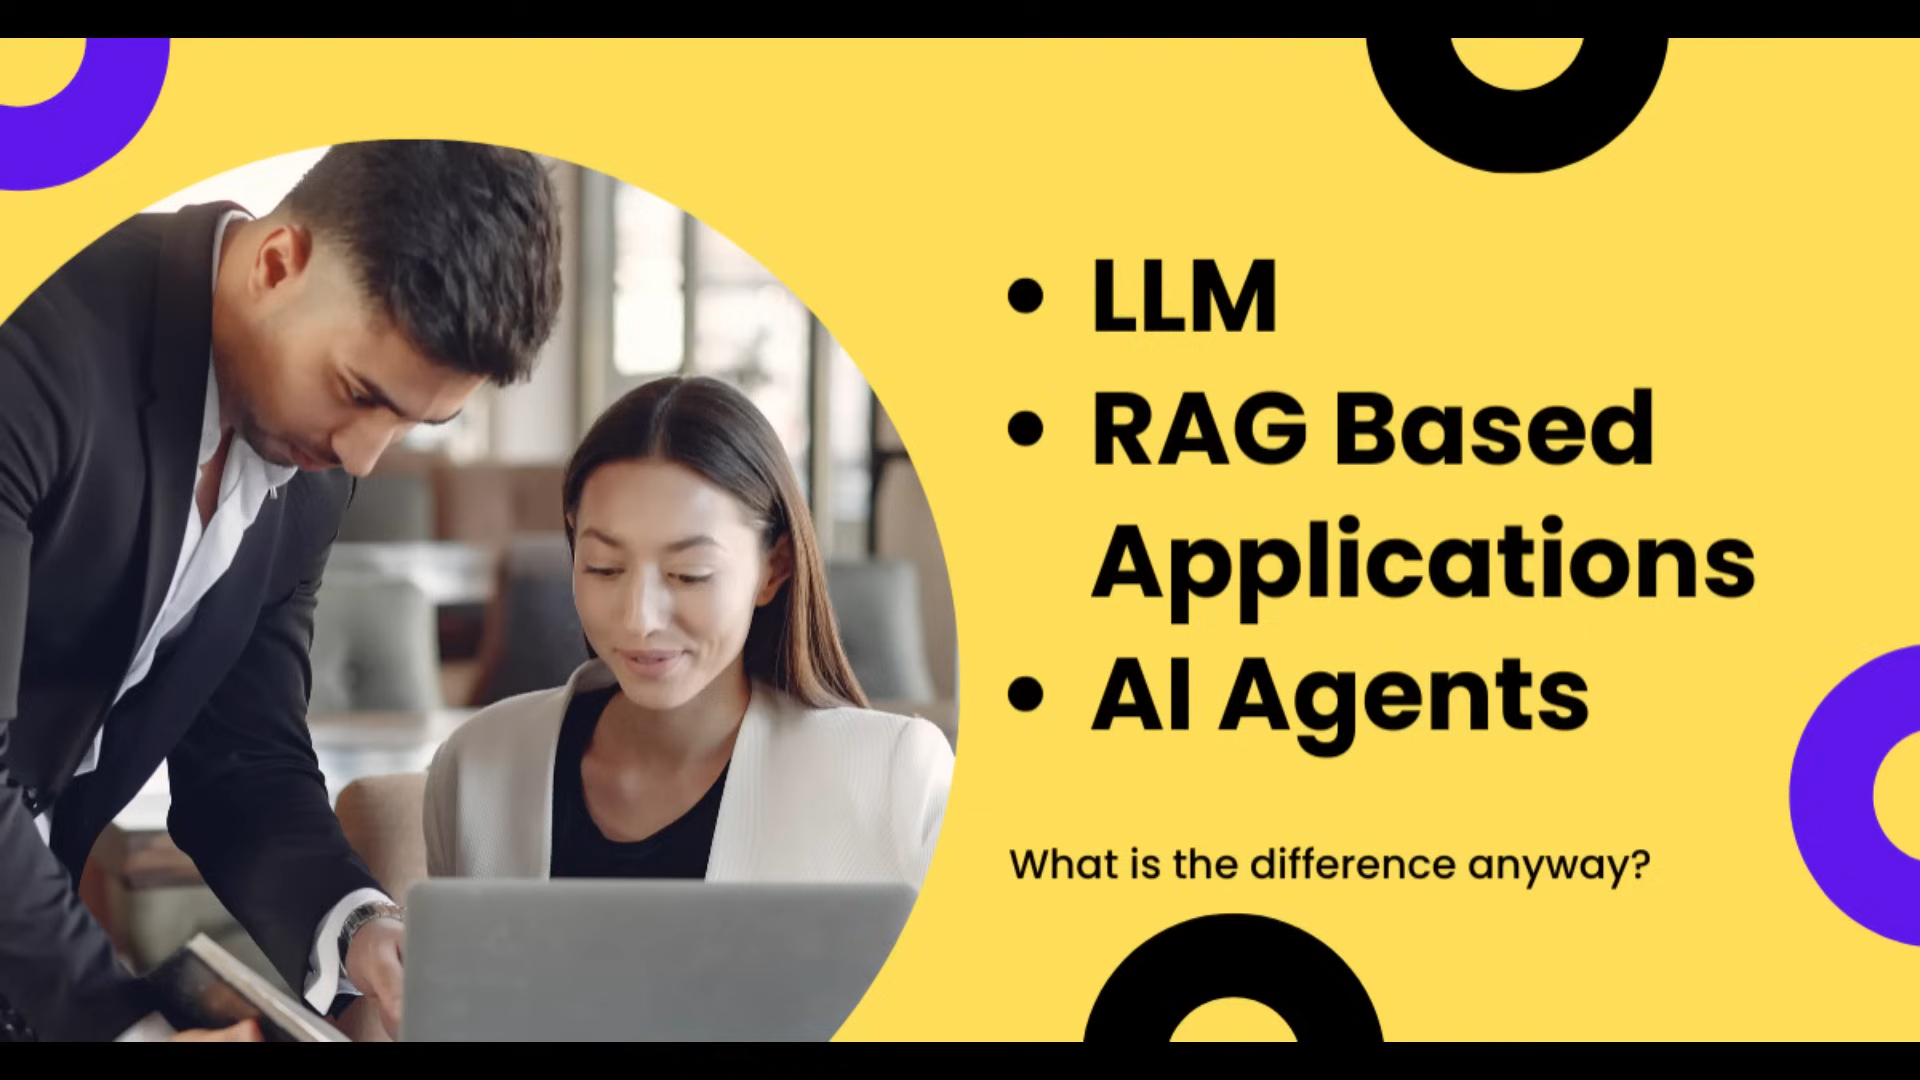 • LLM
• RAG Based
Applications
• AI Agents
What is the difference anyway?